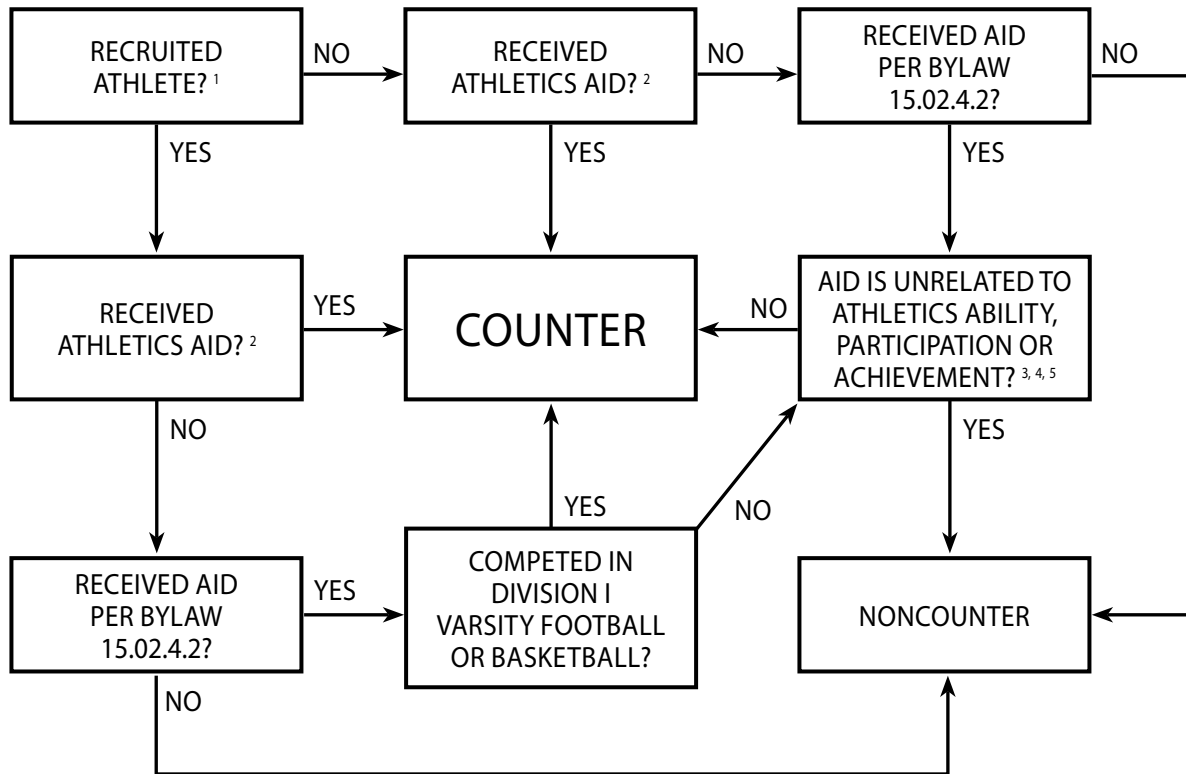 RECRUITED
ATHLETE? 1
NO
RECEIVED
ATHLETICS AID? 2
NO
RECEIVED AID
PER BYLAW
15.02.4.2?
NO
YES
YES
YES
RECEIVED
ATHLETICS AID? 2
YES
COUNTER
NO
AID IS UNRELATED TO
ATHLETICS ABILITY,
PARTICIPATION OR
ACHIEVEMENT? 3, 4, 5
NO
YES
NO
YES
RECEIVED AID
PER BYLAW
15.02.4.2?
YES
COMPETED IN
DIVISION I
VARSITY FOOTBALL
OR BASKETBALL?
NONCOUNTER
NO